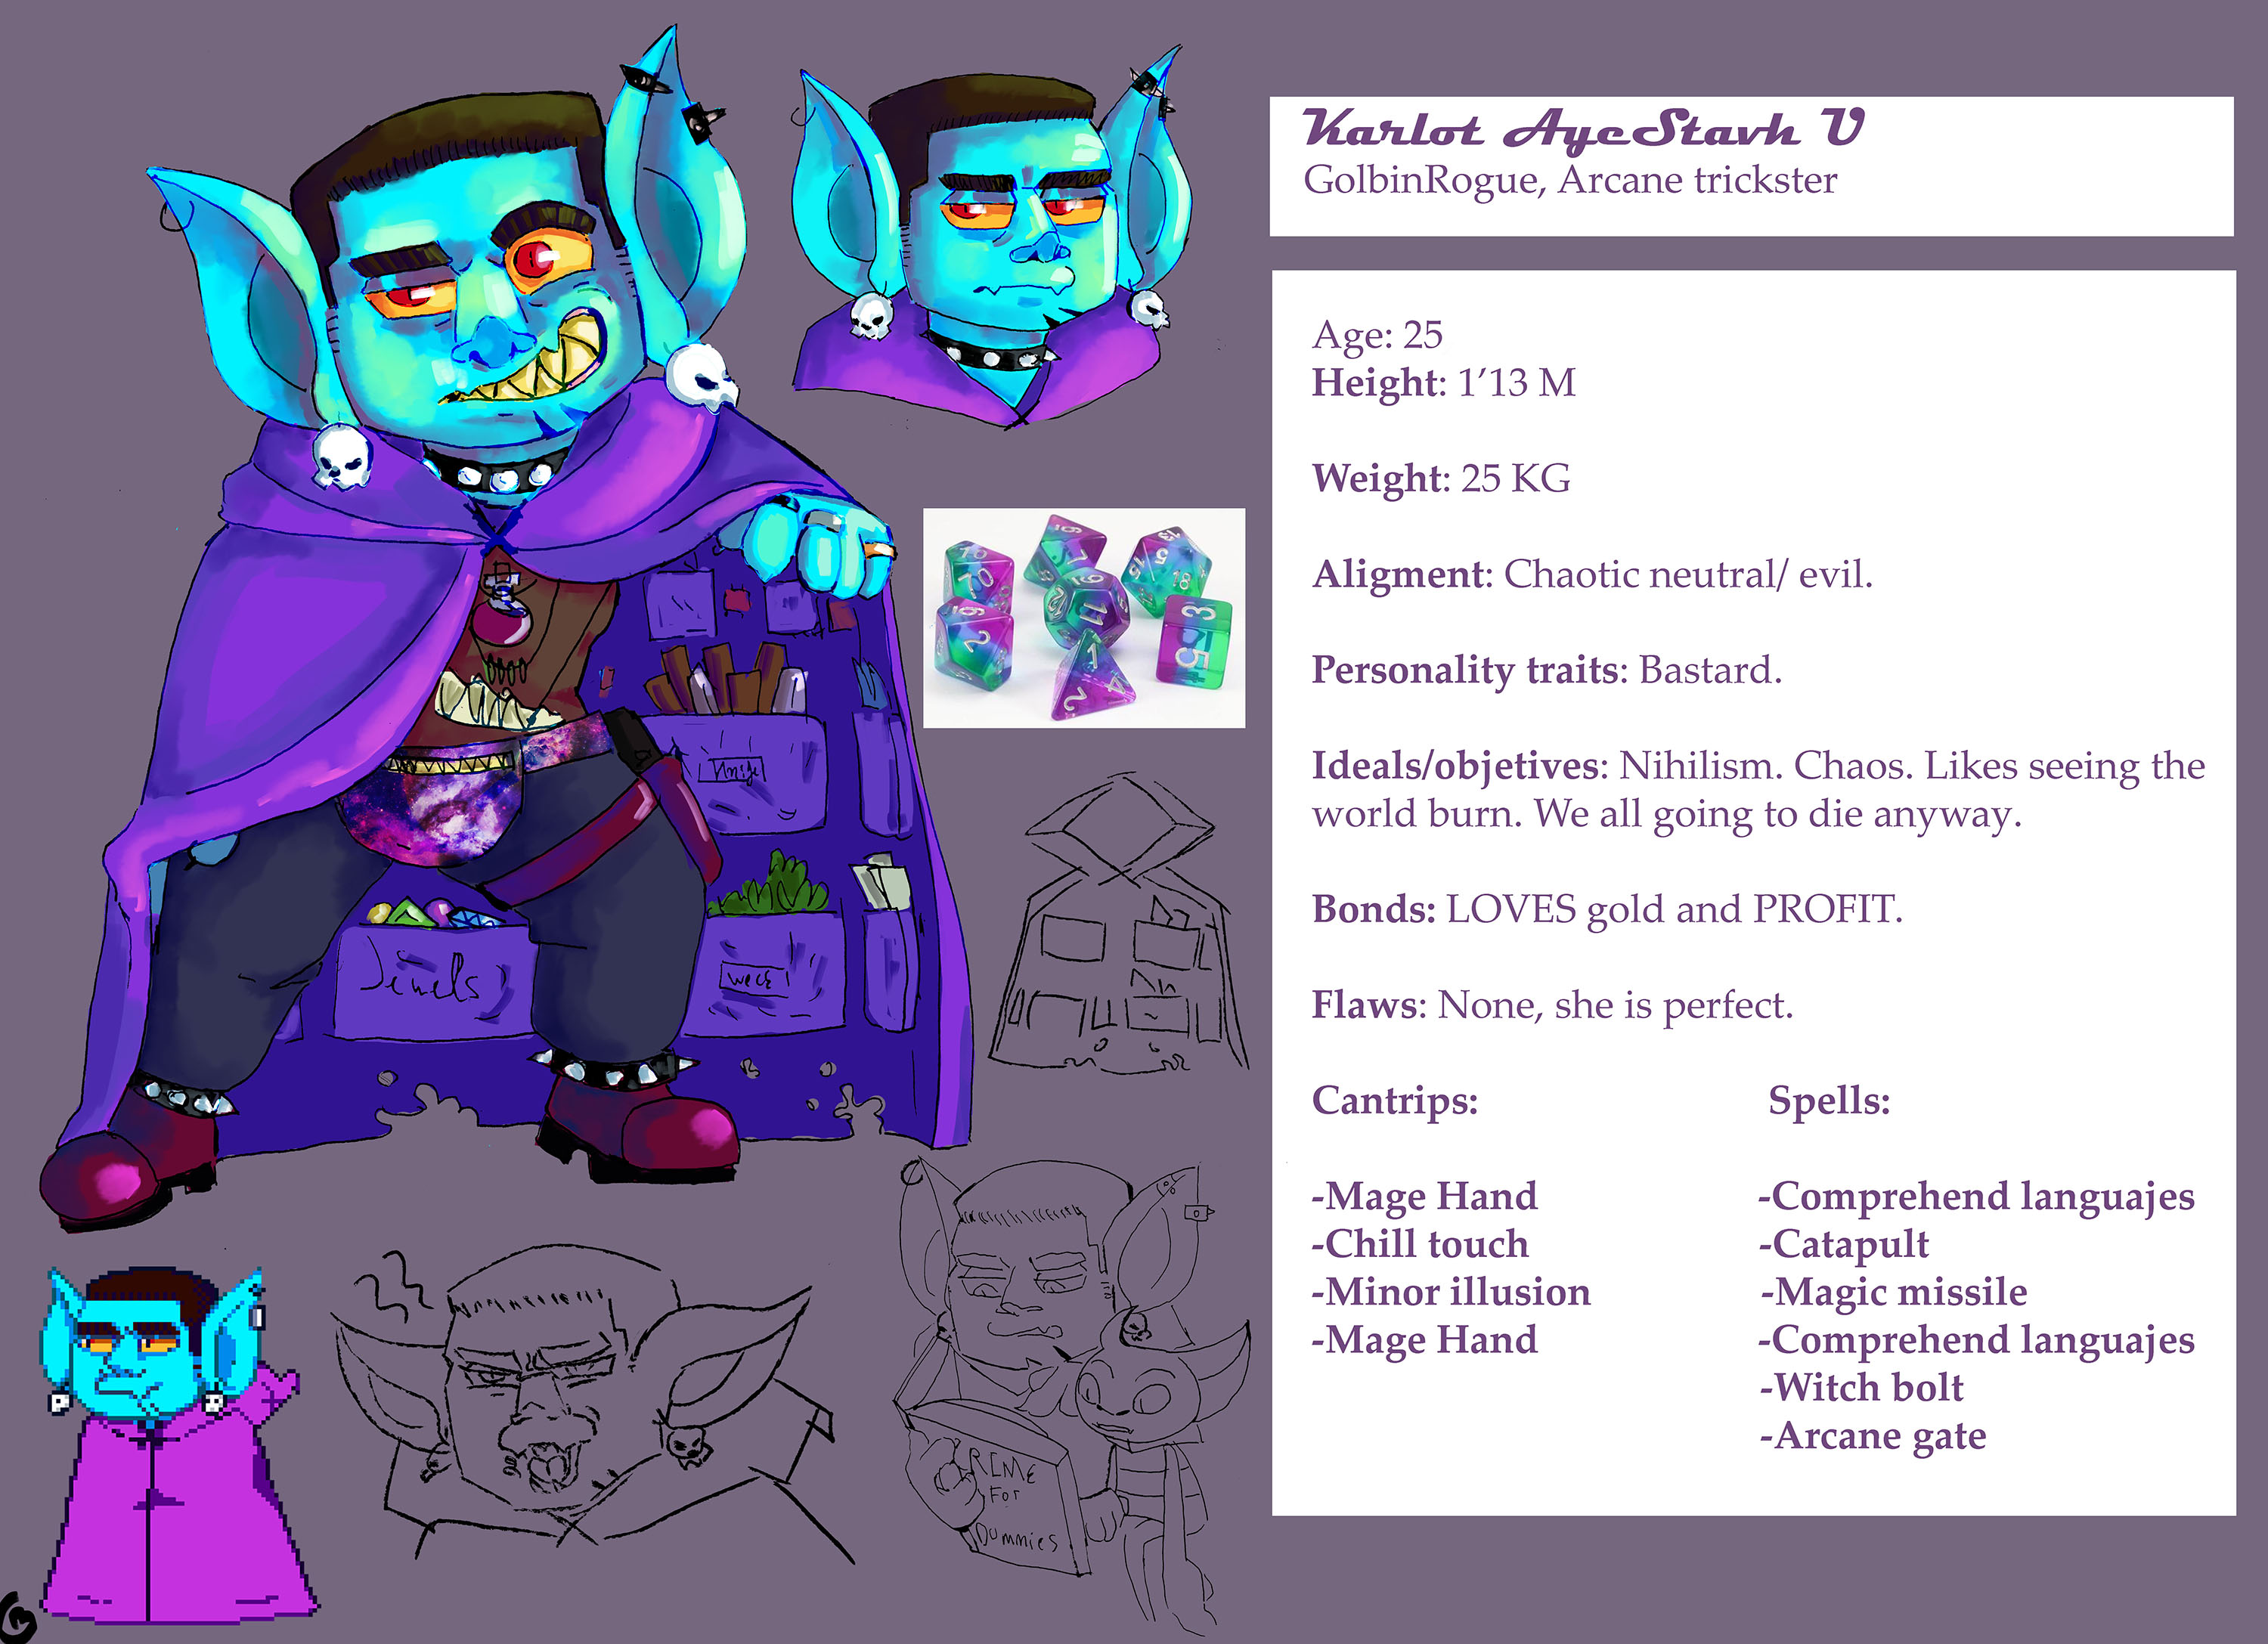 Karlot AyeStavh V
GolbinRogue, Arcane trickster
Age: 25
Height: 1'13 M
Weight: 25 KG
Aligment: Chaotic neutral/ evil.
Personality traits: Bastard.
Ideals/objetives: Nihilism. Chaos. Likes seeing the
world burn. We all going to die anyway.
Bonds: LOVES gold and PROFIT.
Flaws: None, she is perfect.
Cantrips:
-Mage Hand
-Chill touch
-Minor illusion
-Mage Hand
Spells:
-Comprehend languajes
-Catapult
-Magic missile
-Comprehend languajes
-Witch bolt
-Arcane gate
Jewels
RIME
For
Dummies